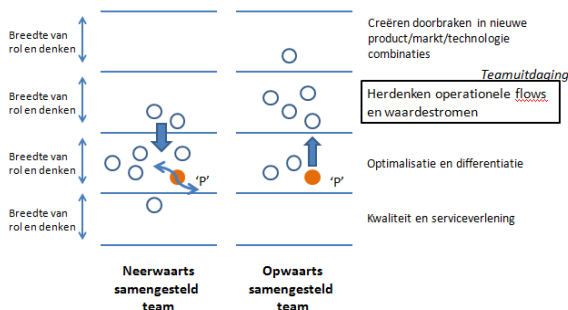 Breedte van
rol en denken
Creëren doorbraken in nieuwe
product/markt/technologie
combinaties
Teamuitdaging
Breedte van
rol en denken
Herdenken operationele flows
en waardestromen
Breedte van
rol en denken
'P'
'P'
Optimalisatie en differentiatie
Breedte van
rol en denken
Kwaliteit en serviceverlening
Neerwaarts
samengesteld
team
Opwaarts
samengesteld
team